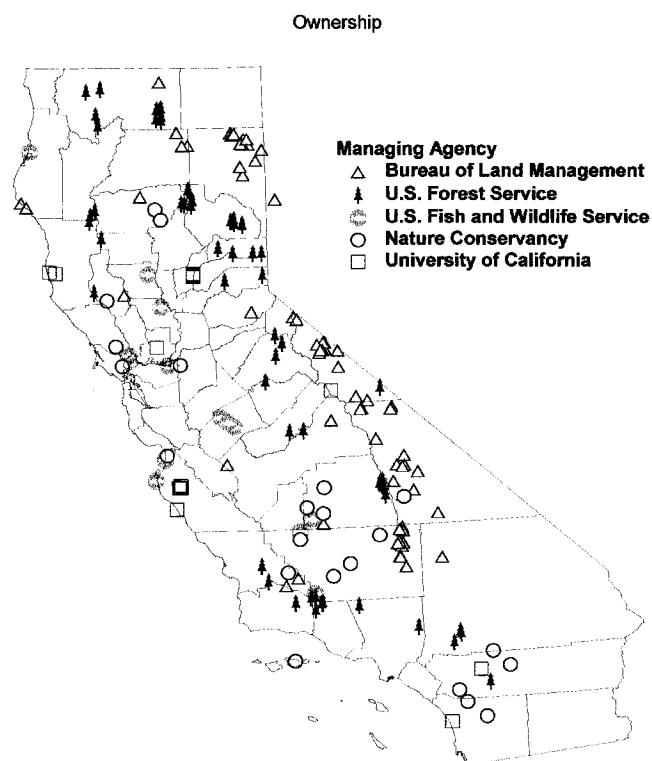 Ownership
Managing Agency
Bureau of Land Management
U.S. Forest Service
U.S. Fish and Wildlife Service
Nature Conservancy
University of California